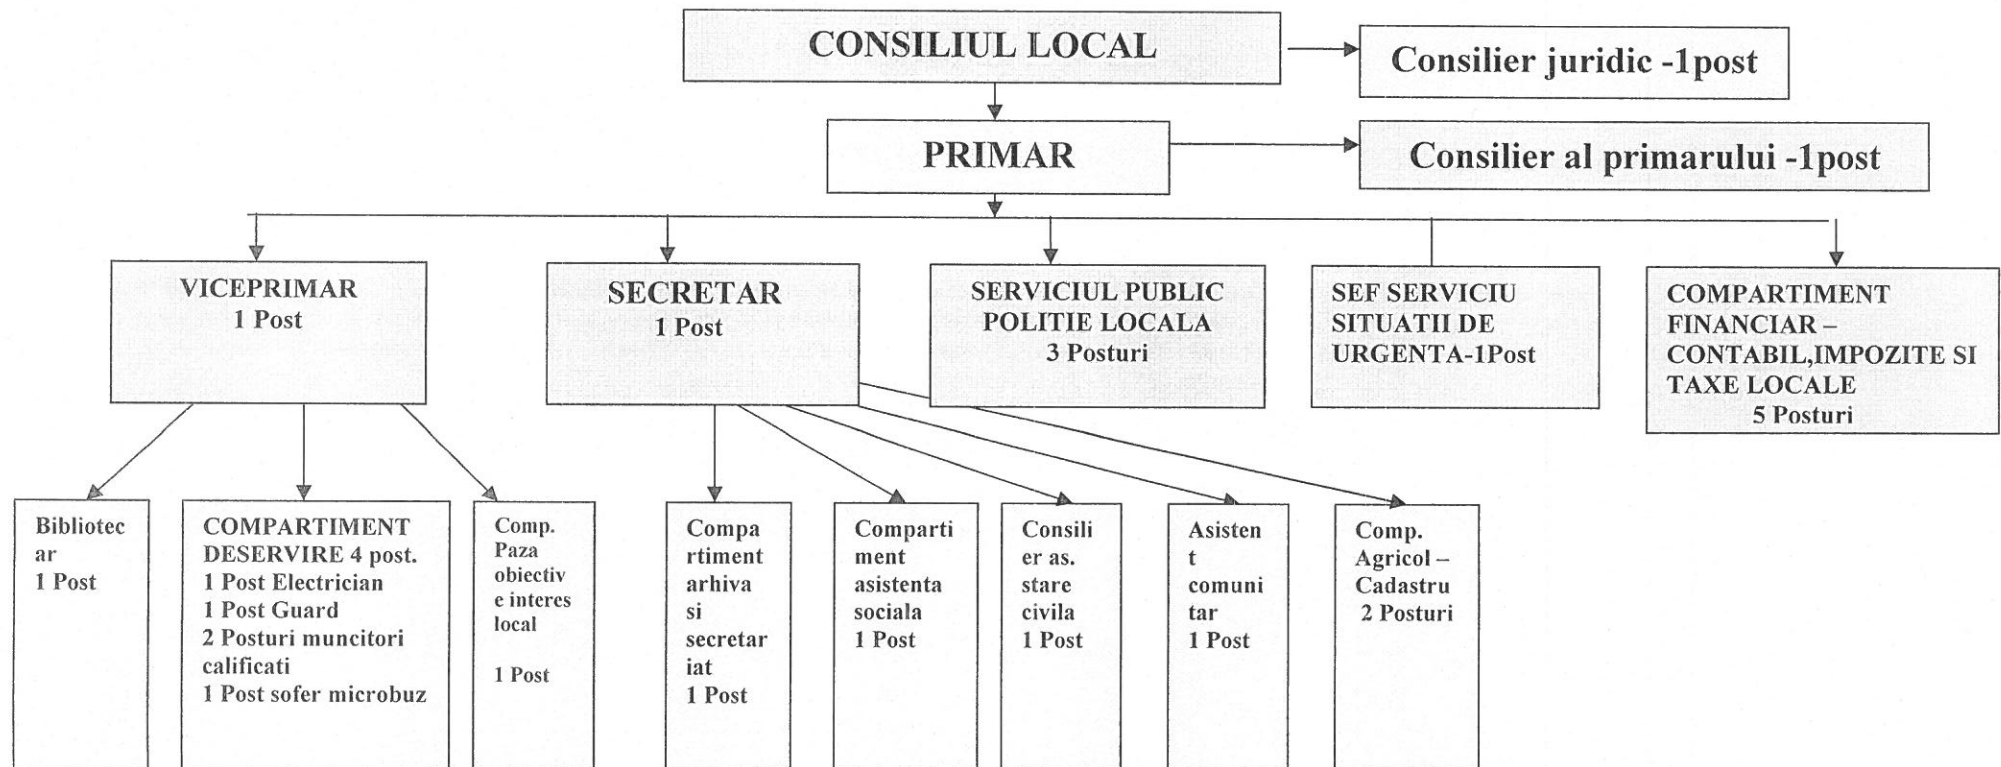 CONSILIUL LOCAL
Consilier juridic -1post
PRIMAR
Consilier al primarului -1post
VICEPRIMAR
1 Post
SECRETAR
1 Post
SERVICIUL PUBLIC
POLITIE LOCALA
3 Posturi
SEF SERVICIU
SITUATII DE
URGENTA-1Post
COMPARTIMENT
FINANCIAR –
CONTABIL,IMPOZITE SI
TAXE LOCALE
5 Posturi
Bibliotec
ar
1 Post
COMPARTIMENT
DESERVIRE 4 post.
1 Post Electrician
1 Post Guard
2 Posturi muncitori
calificati
1 Post sofer microbuz
Comp.
Paza
obiectiv
e interes
local
1 Post
Compa
rtiment
arhiva
si
secretar
iat
1 Post
Comparti
ment
asistenta
sociala
1 Post
Consili
er as.
stare
civila
1 Post
Asisten
t
comuni
tar
1 Post
Comp.
Agricol –
Cadastru
2 Posturi